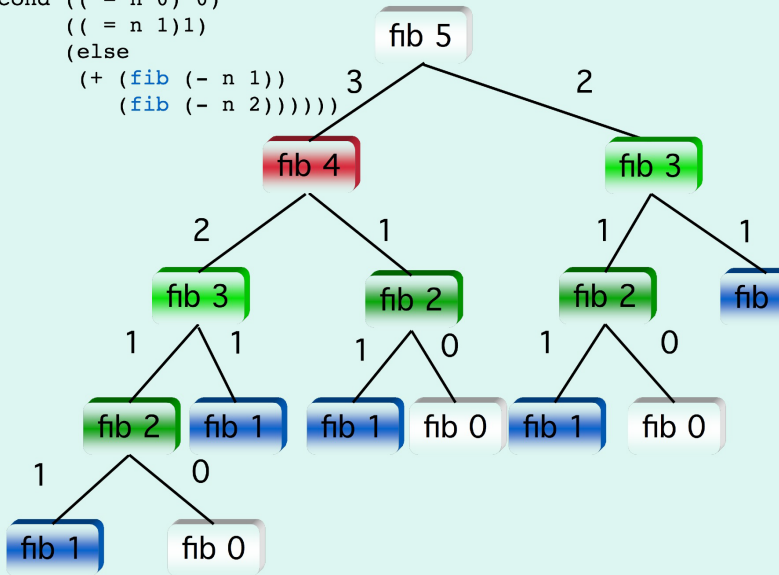 cond (( = n 0) 0)
(( = n 1)1)
(else
(+ (fib (- n 1))
(fib (- n 2))))))
fib 5
3
2
fib 4
fib 3
2
1
1
1
fib 3
fib 2
fib 2
fib
1
1
1
0
1
0
fib 2
fib 1
fib 1
fib 0
fib 1
fib 0
1
0
fib 1
fib 0